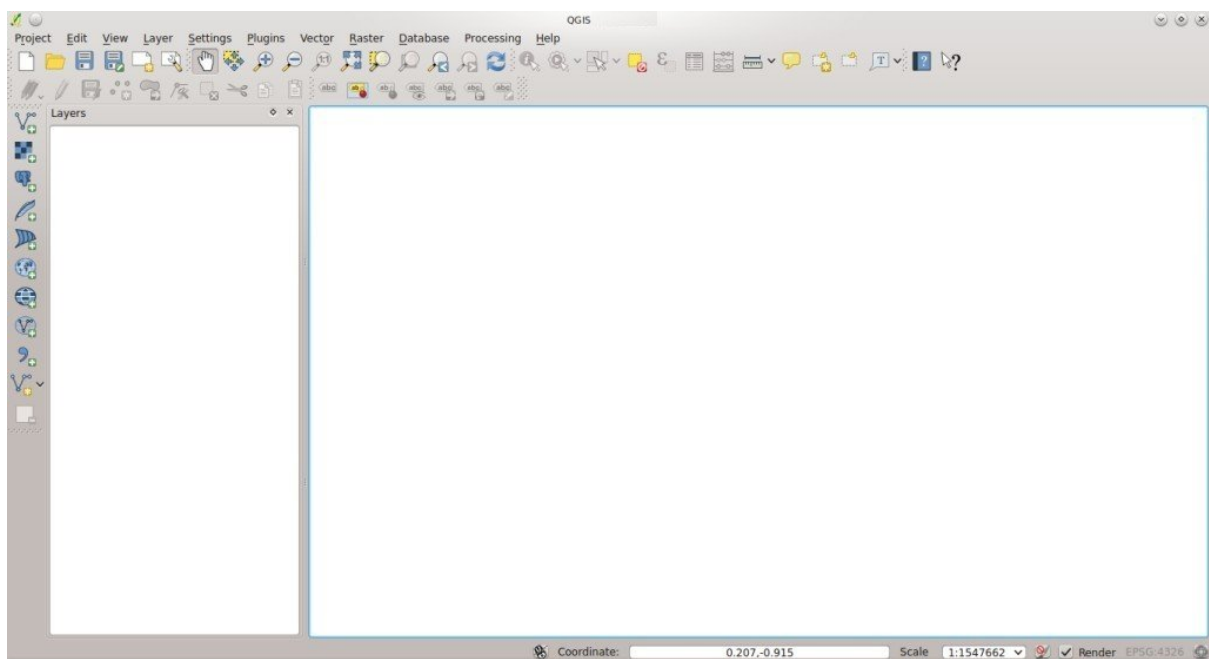 QGIS
Project Edit View Layer Settings Plugins Vector Raster Database Processing Help
Layers
Coordinate: 0.207,-0.915 Scale 1:1547662 Render EPSG:4326